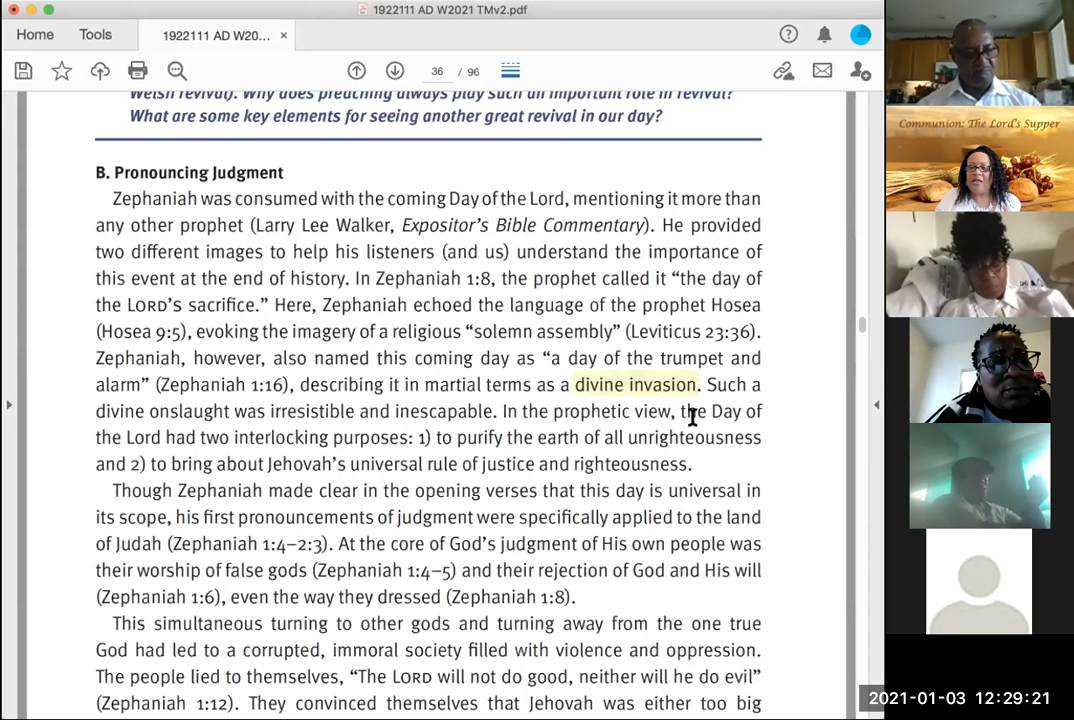 1922111 AD W2021 TMv2.pdf
Home Tools 1922111 AD W20... ×
36 / 96
Welsh revival). Why does preaching always play such an important role in revival?
What are some key elements for seeing another great revival in our day?
B. Pronouncing Judgment
Zephaniah was consumed with the coming Day of the Lord, mentioning it more than
any other prophet (Larry Lee Walker, Expositor's Bible Commentary). He provided
two different images to help his listeners (and us) understand the importance of
this event at the end of history. In Zephaniah 1:8, the prophet called it “the day of
the LORD'S sacrifice.” Here, Zephaniah echoed the language of the prophet Hosea
(Hosea 9:5), evoking the imagery of a religious “solemn assembly” (Leviticus 23:36).
Zephaniah, however, also named this coming day as “a day of the trumpet and
alarm” (Zephaniah 1:16), describing it in martial terms as a divine invasion. Such a
divine onslaught was irresistible and inescapable. In the prophetic view, the Day of
the Lord had two interlocking purposes: 1) to purify the earth of all unrighteousness
and 2) to bring about Jehovah's universal rule of justice and righteousness.
Though Zephaniah made clear in the opening verses that this day is universal in
its scope, his first pronouncements of judgment were specifically applied to the land
of Judah (Zephaniah 1:4–2:3). At the core of God's judgment of His own people was
their worship of false gods (Zephaniah 1:4–5) and their rejection of God and His will
(Zephaniah 1:6), even the way they dressed (Zephaniah 1:8).
This simultaneous turning to other gods and turning away from the one true
God had led to a corrupted, immoral society filled with violence and oppression.
The people lied to themselves, “The LORD will not do good, neither will he do evil”
(Zephaniah 1:12). They convinced themselves that Jehovah was either too big
Communion: The Lord's Supper
2021-01-03 12:29:21